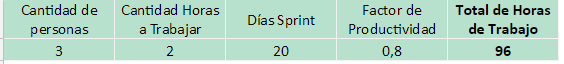 Cantidad de personas | Cantidad Horas a Trabajar | Días Sprint | Factor de Productividad | Total de Horas de Trabajo
3 | 2 | 20 | 0,8 | 96